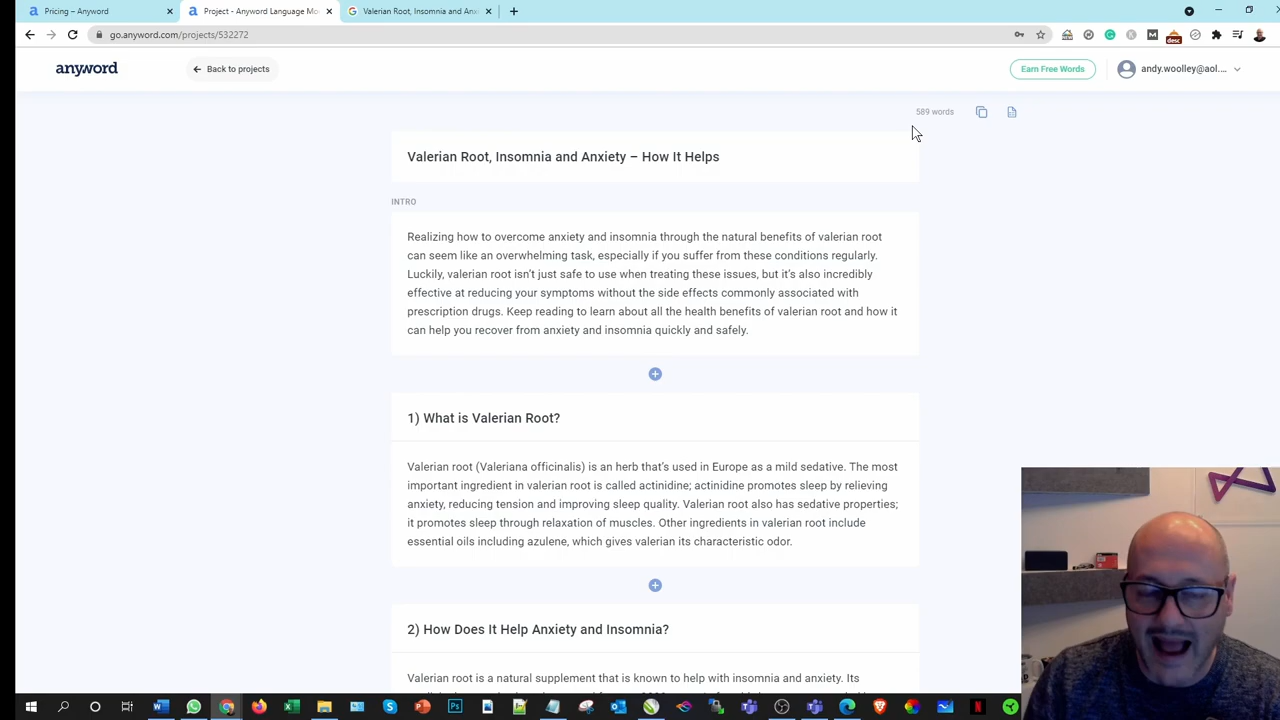 Pricing – Anyword
Project - Anyword Language Mo
Valerian Root, Insomnia and Anxi
go.anyword.com/projects/532272
anyword
Back to projects
Earn Free Words
andy.woolley@aol....
589 words
Valerian Root, Insomnia and Anxiety – How It Helps
INTRO
Realizing how to overcome anxiety and insomnia through the natural benefits of valerian root
can seem like an overwhelming task, especially if you suffer from these conditions regularly.
Luckily, valerian root isn't just safe to use when treating these issues, but it's also incredibly
effective at reducing your symptoms without the side effects commonly associated with
prescription drugs. Keep reading to learn about all the health benefits of valerian root and how it
can help you recover from anxiety and insomnia quickly and safely.
1) What is Valerian Root?
Valerian root (Valeriana officinalis) is an herb that's used in Europe as a mild sedative. The most
important ingredient in valerian root is called actinidine; actinidine promotes sleep by relieving
anxiety, reducing tension and improving sleep quality. Valerian root also has sedative properties;
it promotes sleep through relaxation of muscles. Other ingredients in valerian root include
essential oils including azulene, which gives valerian its characteristic odor.
2) How Does It Help Anxiety and Insomnia?
Valerian root is a natural supplement that is known to help with insomnia and anxiety. Its